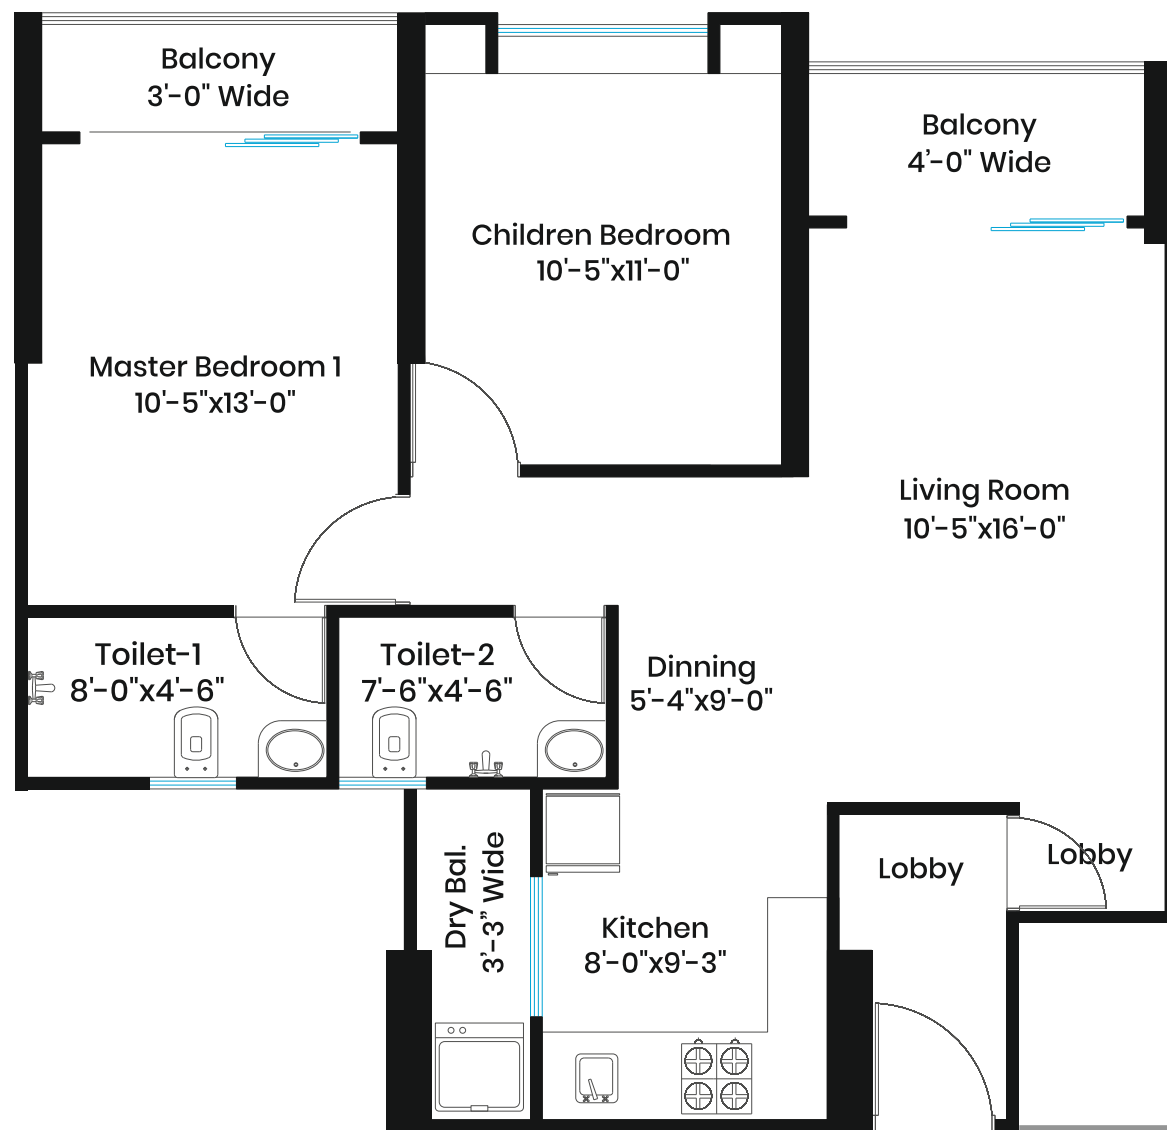 Balcony
3'-0" Wide
Balcony
4'-0" Wide
Children Bedroom
10'-5"x11'-0"
Master Bedroom 1
10'-5"x13'-0"
Living Room
10'-5"x16'-0"
Toilet-1
8'-0"x4'-6"
Toilet-2
7'-6"x4'-6"
Dinning
5'-4"x9'-0"
Lobby
Lobby
Dry Bal.
3'-3" Wide
Kitchen
8'-0"x9'-3"